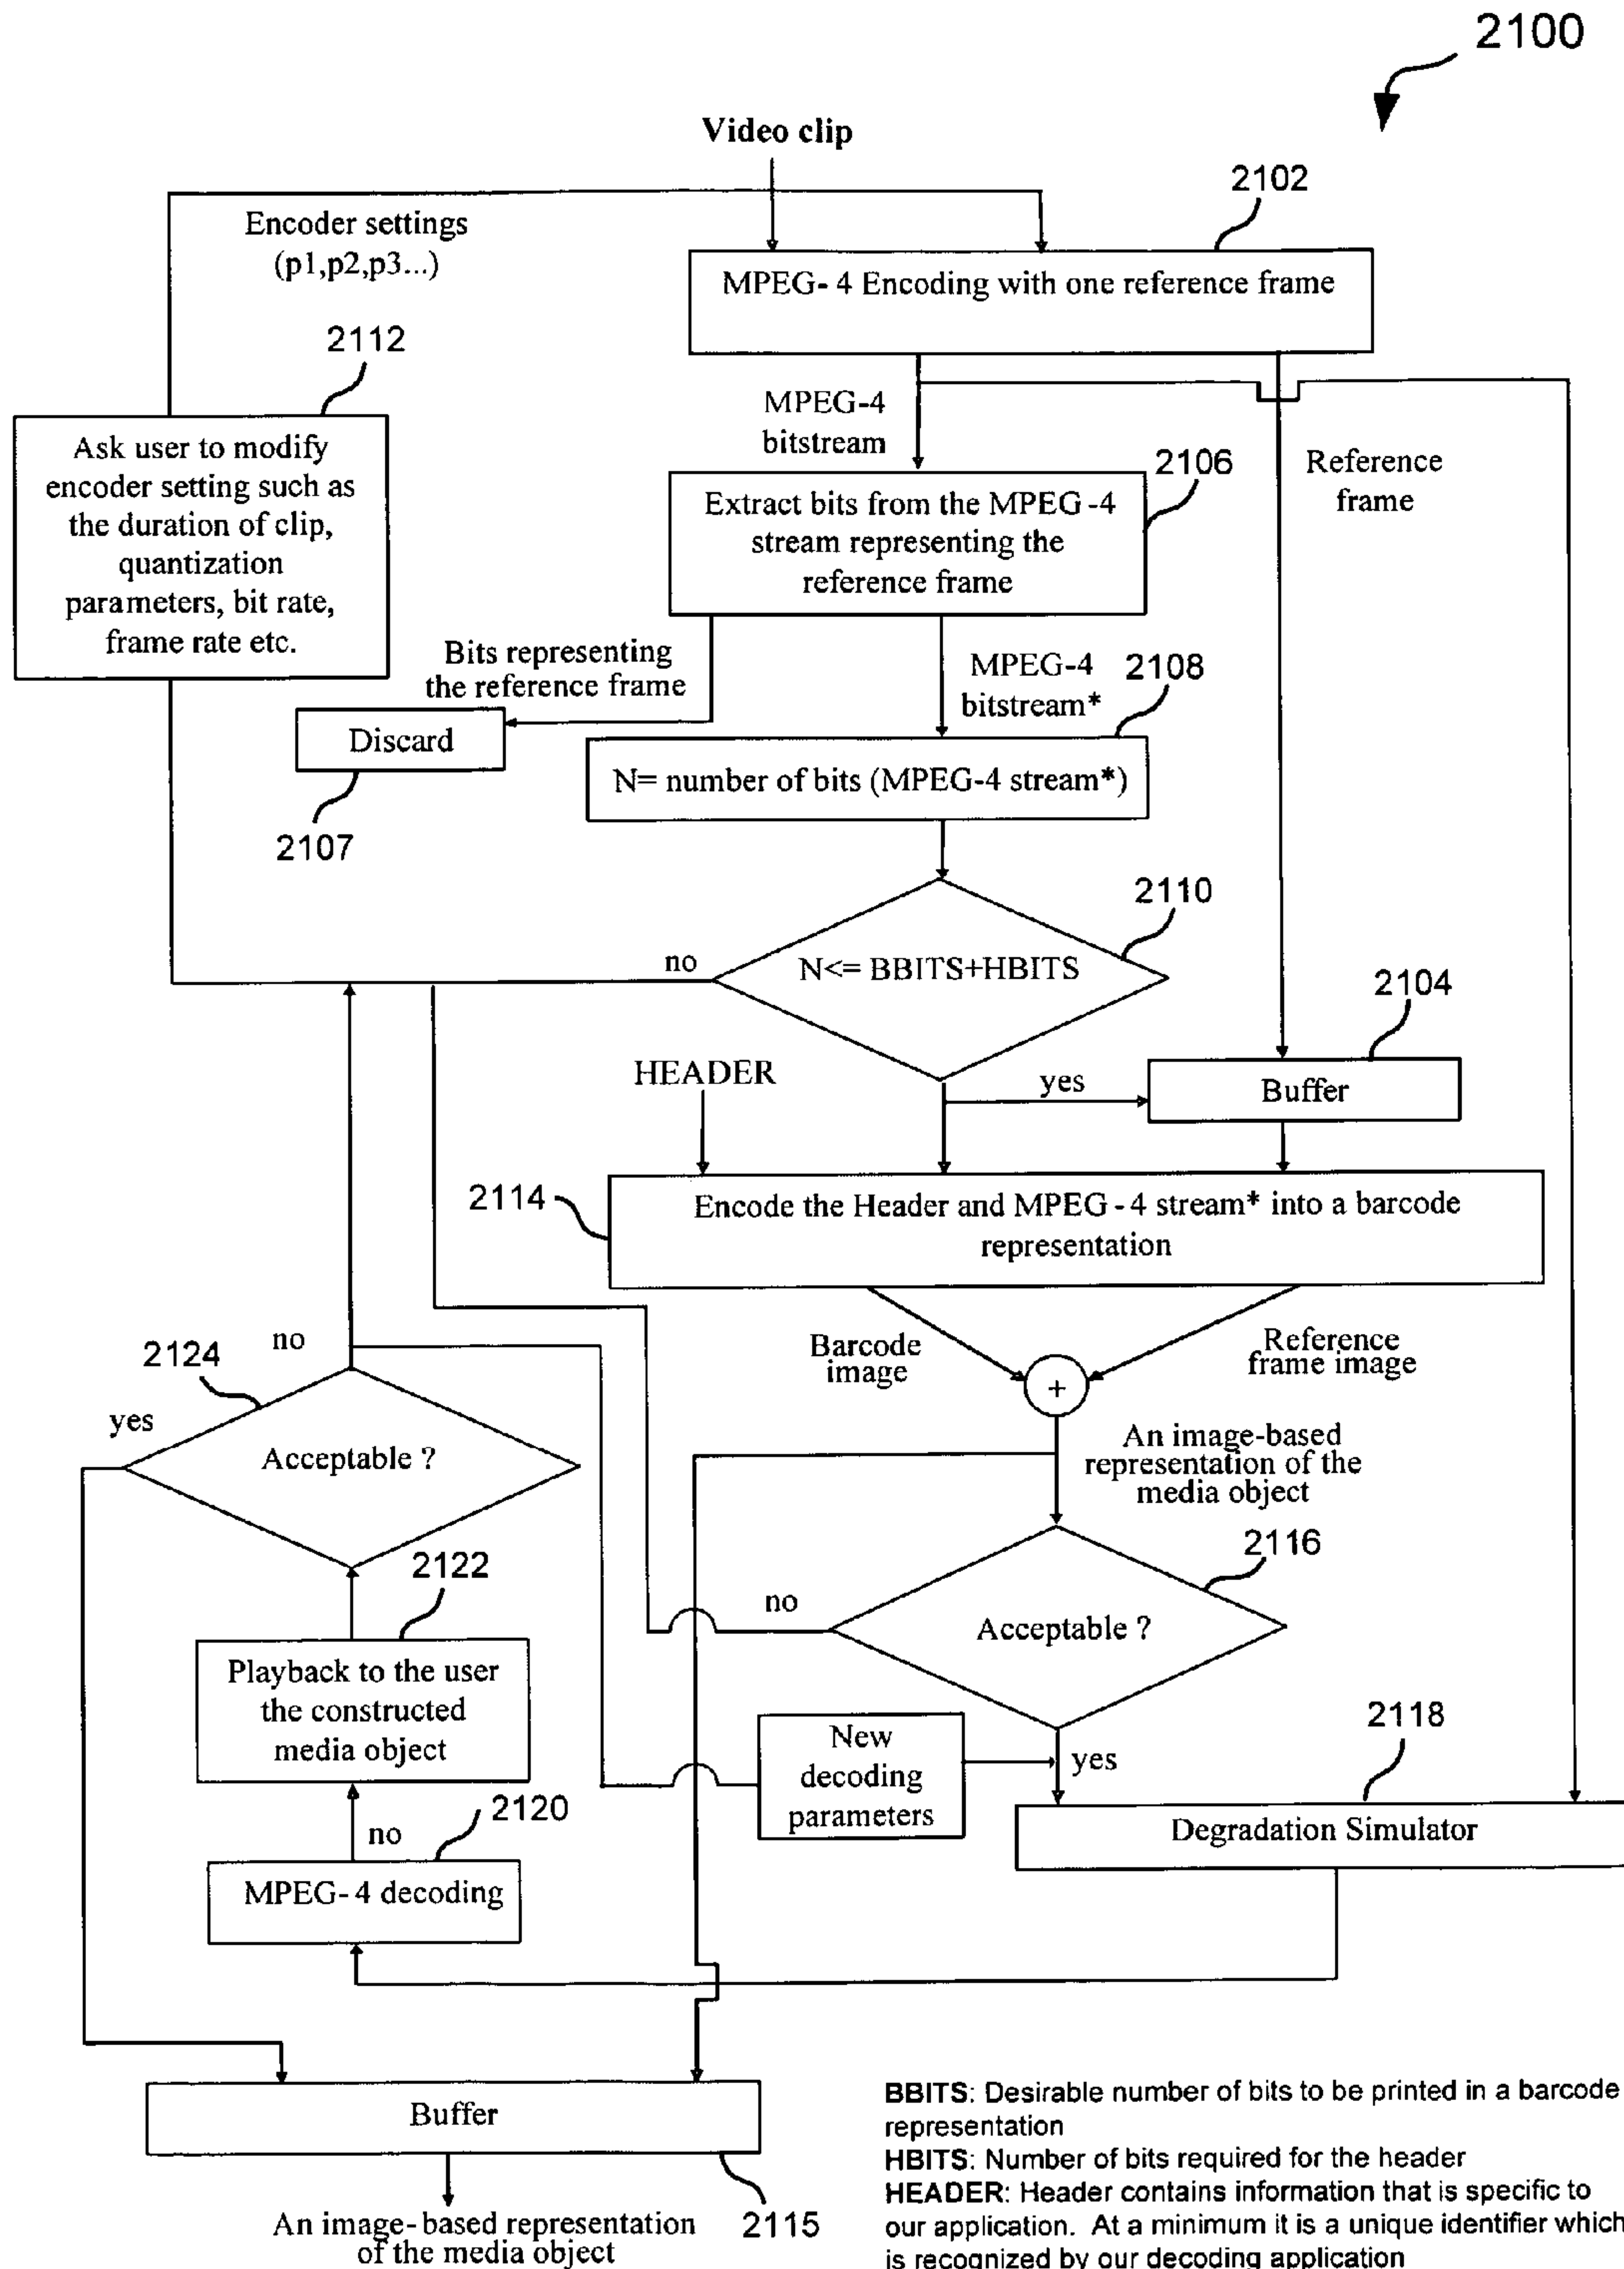 2100
Video clip
2102
Encoder settings
(p1,p2,p3...)
MPEG- 4 Encoding with one reference frame
2112
MPEG-4
bitstream
Ask user to modify
encoder setting such as
the duration of clip,
quantization
parameters, bit rate,
frame rate etc.
2106
Reference
frame
Extract bits from the MPEG -4
stream representing the
reference frame
Bits representing
the reference frame
MPEG-4
bitstream*
2108
Discard
N= number of bits (MPEG-4 stream*)
2107
2110
no
N<= BBITS+HBITS
2104
HEADER
yes
Buffer
2114
Encode the Header and MPEG - 4 stream* into a barcode
representation
no
2124
Barcode
image
Reference
frame image
+
yes
Acceptable ?
An image-based
representation of the
media object
2116
2122
no
Acceptable ?
Playback to the user
the constructed
media object
New
decoding
parameters
yes
2118
2120
no
Degradation Simulator
MPEG- 4 decoding
Buffer
2115
An image- based representation
of the media object
BBITS: Desirable number of bits to be printed in a barcode
representation
HBITS: Number of bits required for the header
HEADER: Header contains information that is specific to
our application. At a minimum it is a unique identifier which
is recognized by our decoding application